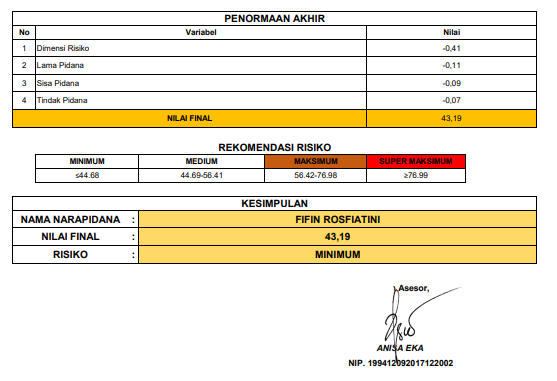 PENORMAAN AKHIR
No Variabel Nilai
1 Dimensi Risiko -0,41
2 Lama Pidana -0,11
3 Sisa Pidana -0,09
4 Tindak Pidana -0,07
NILAI FINAL 43,19
REKOMENDASI RISIKO
MINIMUM MEDIUM MAKSIMUM SUPER MAKSIMUM
≤44.68 44.69-56.41 56.42-76.98 ≥76.99
KESIMPULAN
NAMA NARAPIDANA : FIFIN ROSFIATINI
NILAI FINAL : 43,19
RISIKO : MINIMUM
Asesor,
ANISA EKA
NIP. 199412092017122002